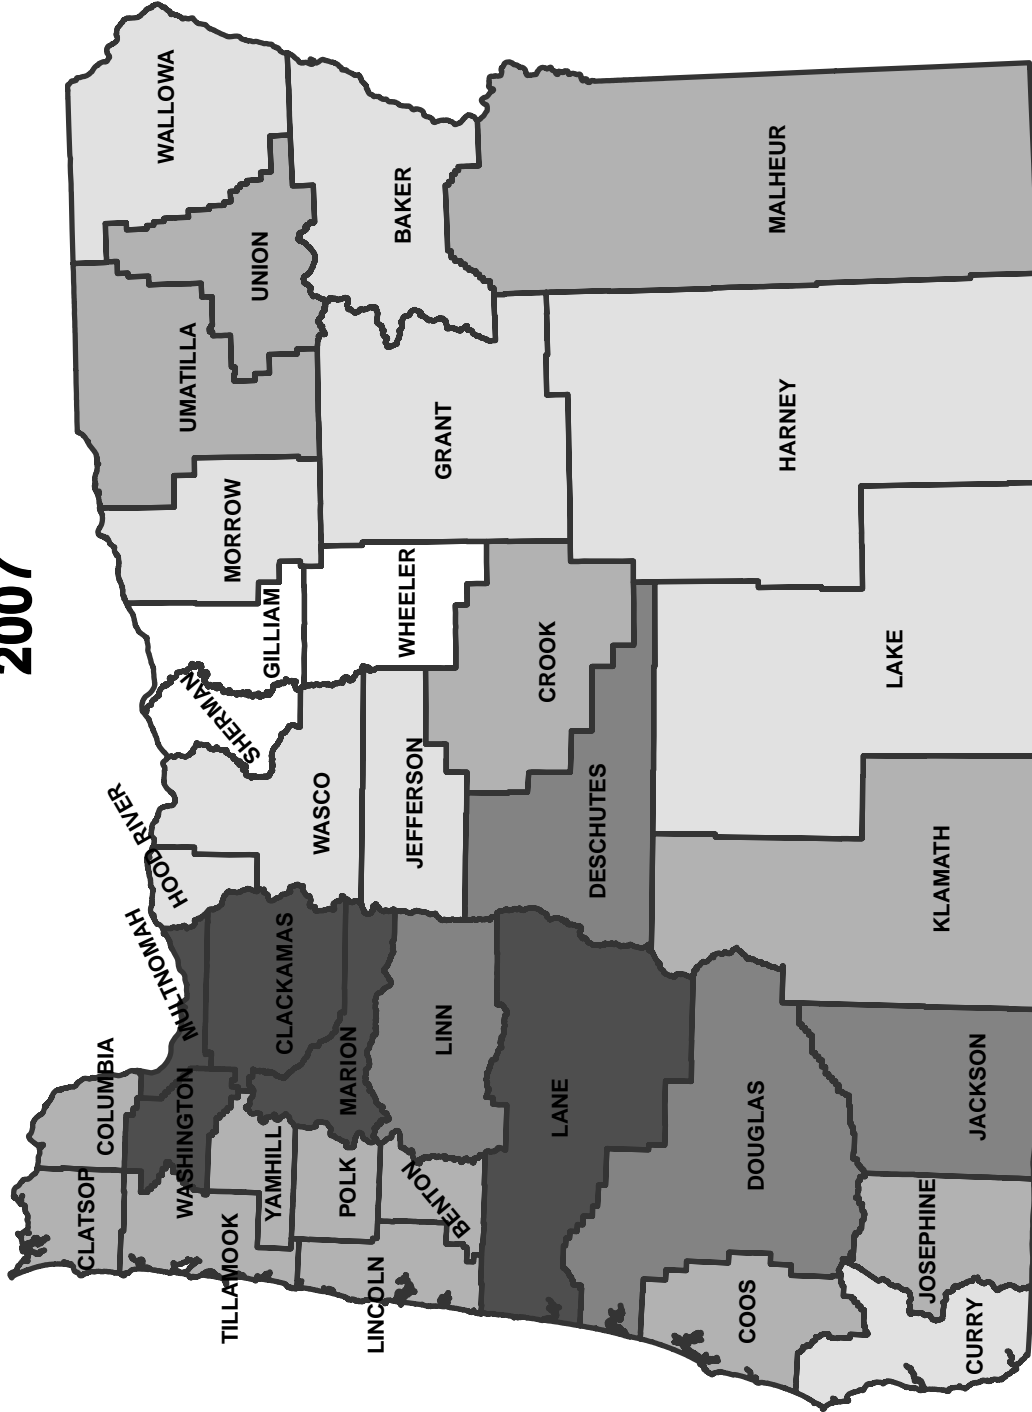 2007
CLATSOP
COLUMBIA
TILLAMOOK
WASHINGTON
MULTNOMAH
HOOD RIVER
SHERMAN
GILLIAM
MORROW
UMATILLA
UNION
WALLOWA
YAMHILL
CLACKAMAS
WASCO
POLK
MARION
LINCOLN
BENTON
LINN
JEFFERSON
WHEELER
GRANT
BAKER
LANE
DESCHUTES
CROOK
COOS
DOUGLAS
HARNEY
MALHEUR
CURRY
JOSEPHINE
JACKSON
KLAMATH
LAKE